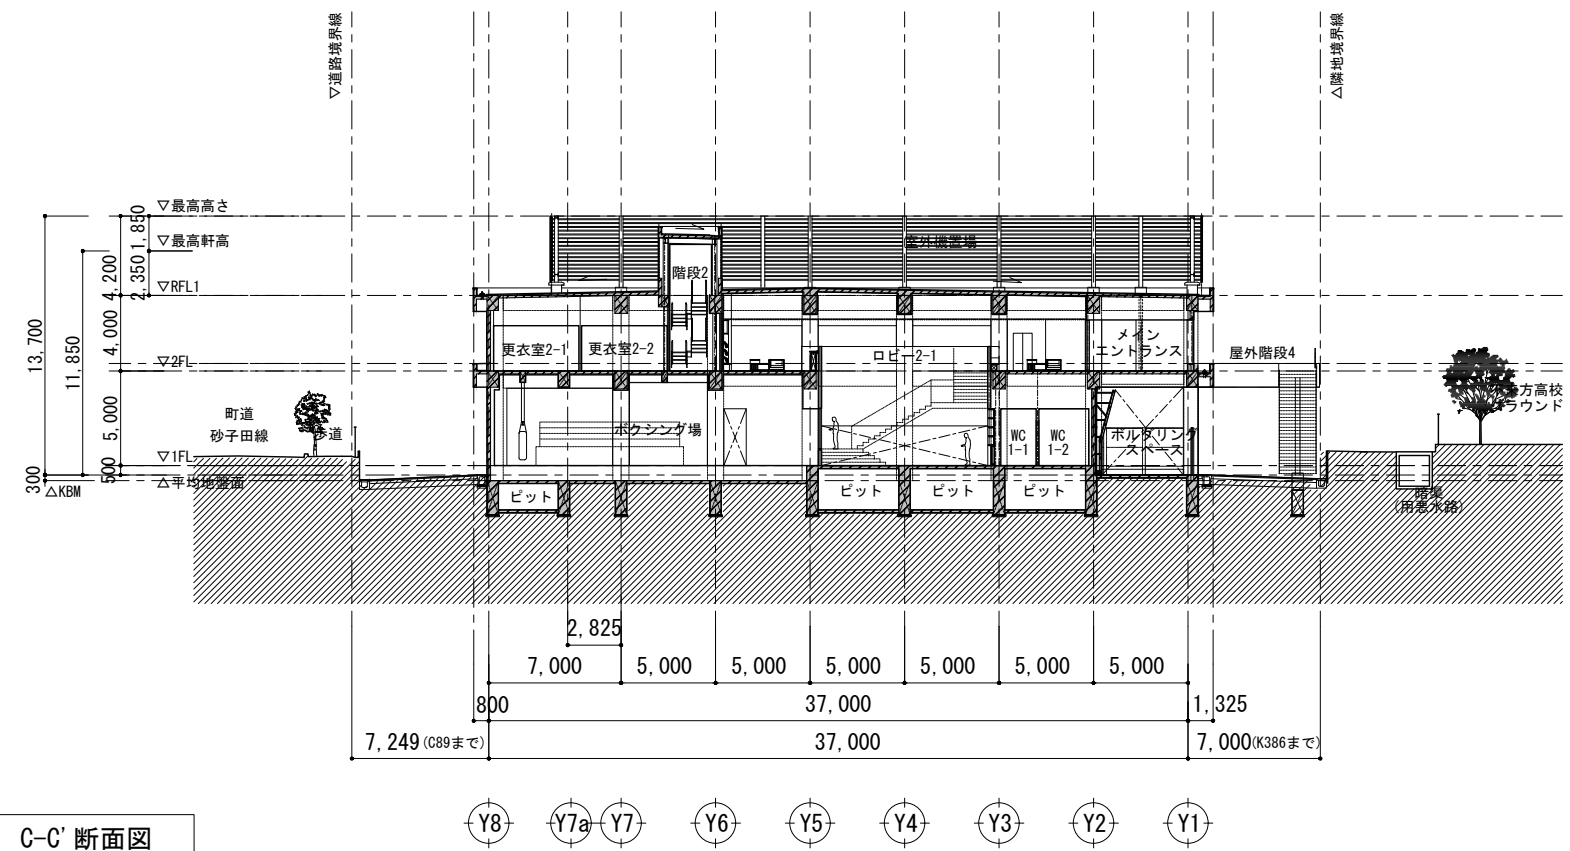 ▽道路境界線
△隣地境界線
▽最高高さ
▽最高軒高
▽RFL1
▽2FL
▽1FL
△平均地盤面
△KBM
13,700
11,850
1,850
2,350
4,200
4,000
5,000
500
300
室外機置場
階段2
更衣室2-1
更衣室2-2
ロビー2-1
メイン
エントランス
屋外階段4
町道
砂子田線
歩道
ボクシング場
WC
1-1
WC
1-2
ボルダリング
スペース
方高校
ラウンド
ピット
ピット
ピット
ピット
暗渠
(用悪水路)
2,825
7,000
5,000
5,000
5,000
5,000
5,000
5,000
800
37,000
1,325
7,249(C89まで)
37,000
7,000(K386まで)
Y8
Y7a
Y7
Y6
Y5
Y4
Y3
Y2
Y1
C-C'断面図